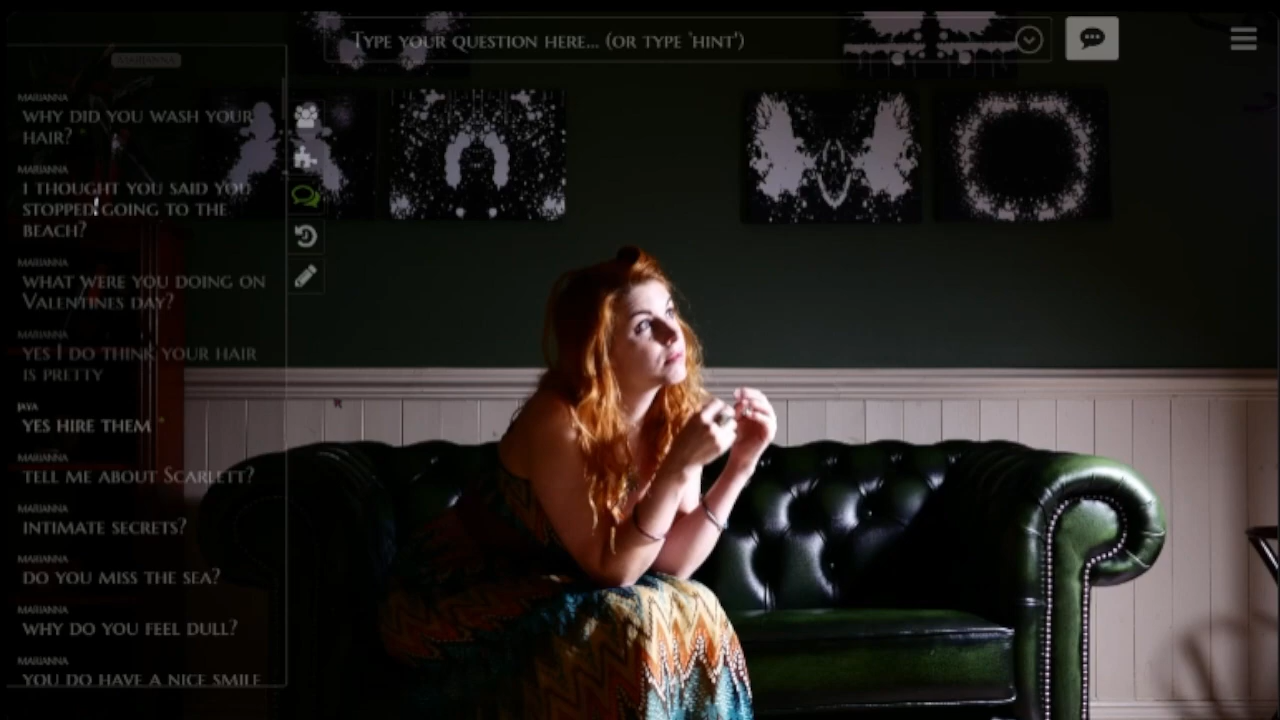 Type your question here... (or type 'hint')
MARIANNA
MARIANNA
WHY DID YOU WASH YOUR
HAIR?
MARIANNA
I THOUGHT YOU SAID YOU
STOPPED GOING TO THE
BEACH?
MARIANNA
WHAT WERE YOU DOING ON
VALENTINES DAY?
MARIANNA
YES I DO THINK YOUR HAIR
IS PRETTY
JAYA
YES HIRE THEM
MARIANNA
TELL ME ABOUT SCARLETT?
MARIANNA
INTIMATE SECRETS?
MARIANNA
DO YOU MISS THE SEA?
MARIANNA
WHY DO YOU FEEL DULL?
MARIANNA
YOU DO HAVE A NICE SMILE